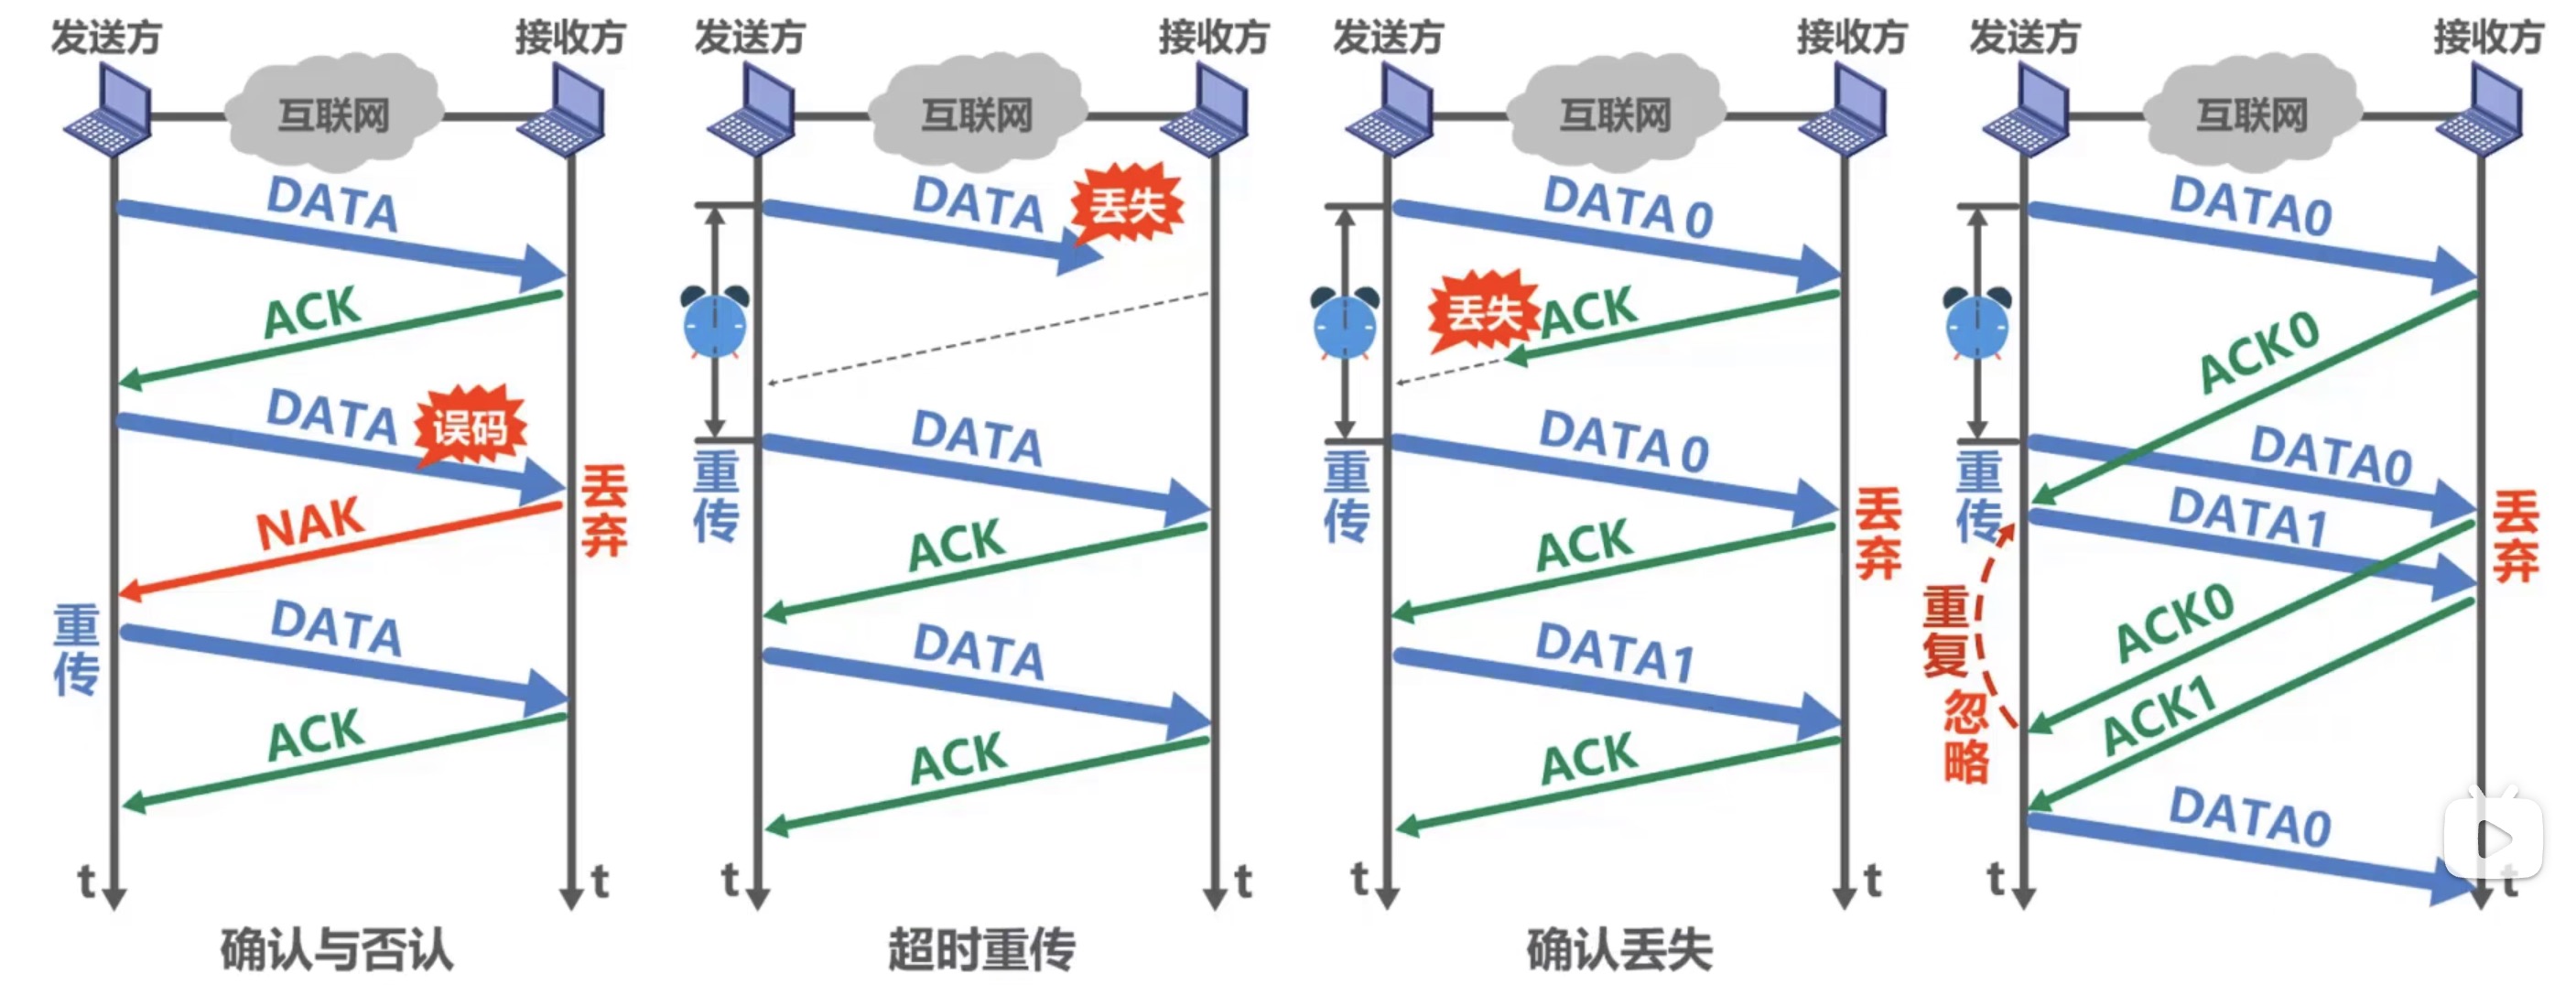 发送方
接收方
互联网
DATA
ACK
DATA
误码
丢弃
NAK
重传
DATA
ACK
t
t
确认与否认
发送方
接收方
互联网
DATA
丢失
重传
DATA
ACK
DATA
ACK
t
t
超时重传
发送方
接收方
互联网
DATA 0
丢失
ACK
重传
DATA 0
丢弃
ACK
DATA1
ACK
t
t
确认丢失
发送方
接收方
互联网
DATA0
ACK0
重传
DATA0
DATA1
丢弃
重复
忽略
ACK0
ACK1
DATA0
t
t